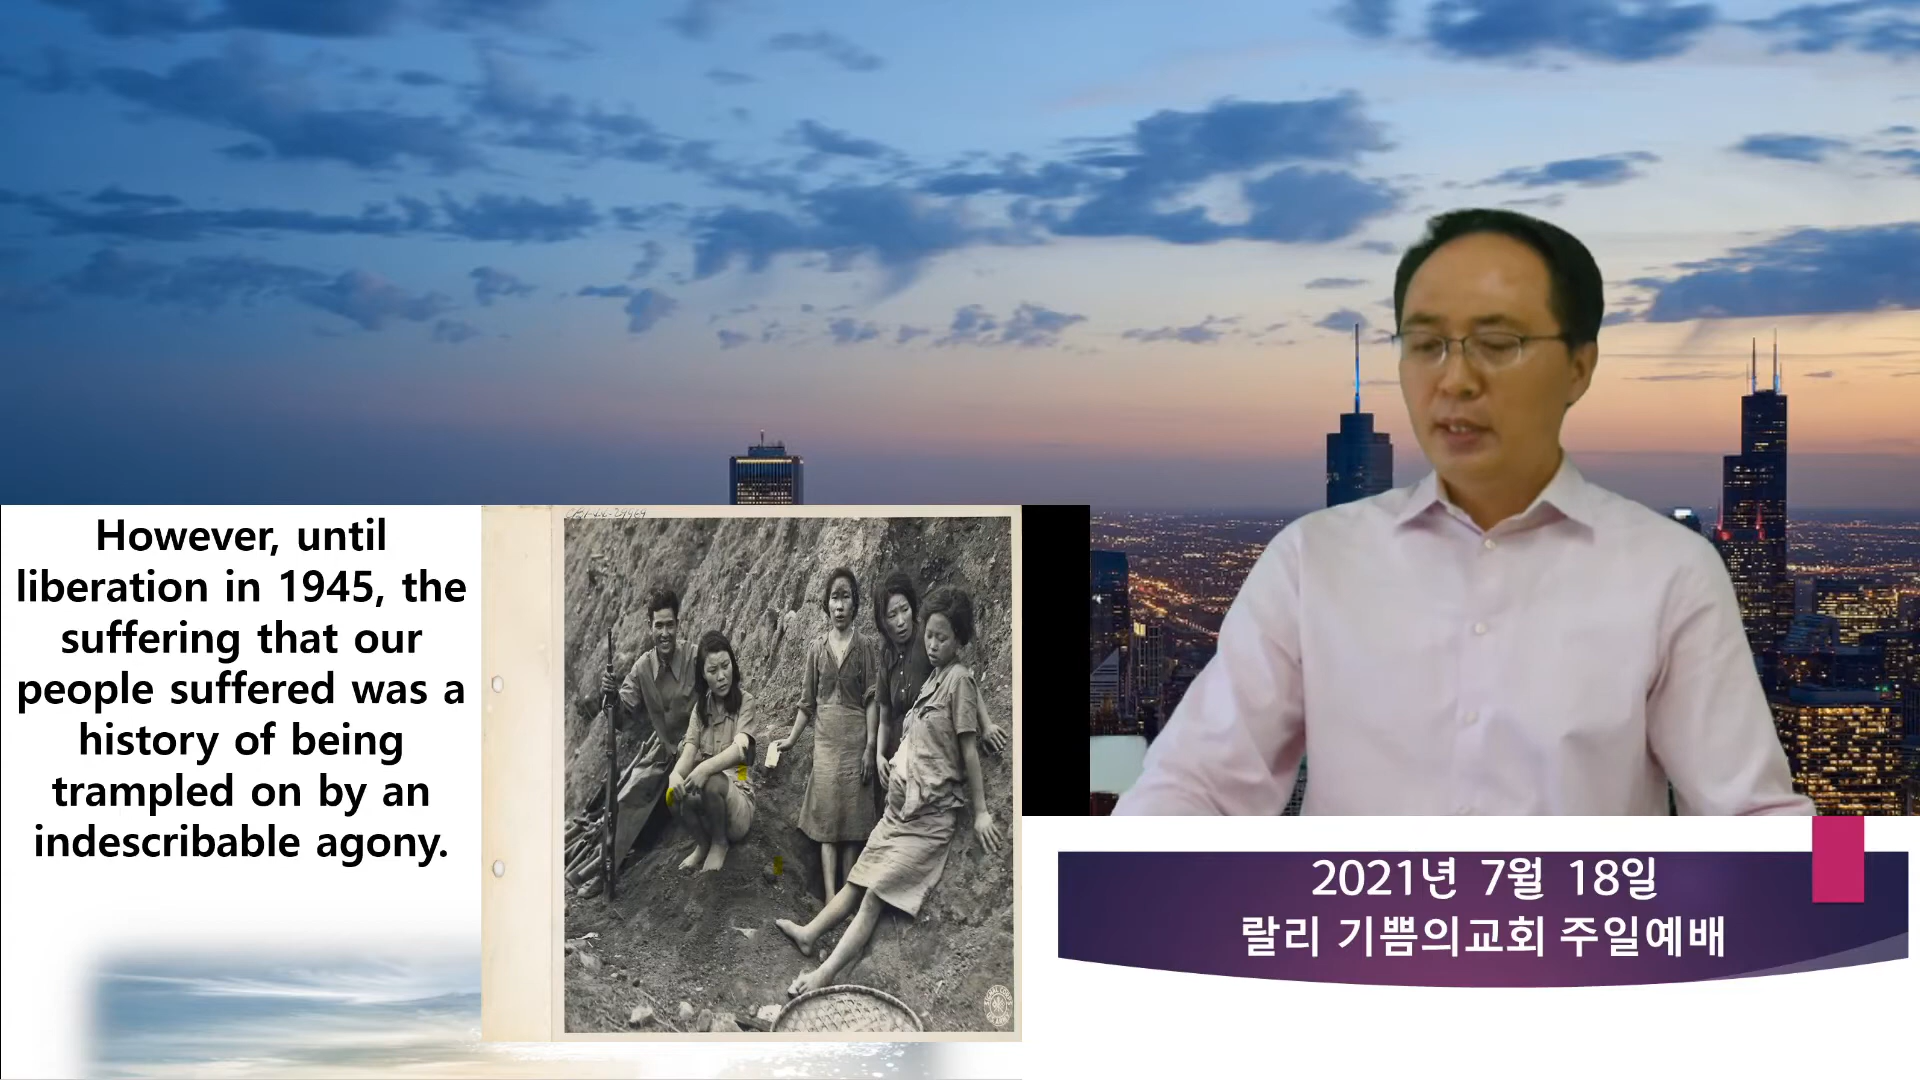 However, until
liberation in 1945, the
suffering that our
people suffered was a
history of being
trampled on by an
indescribable agony.
2021년 7월 18일
랄리 기쁨의교회 주일예배